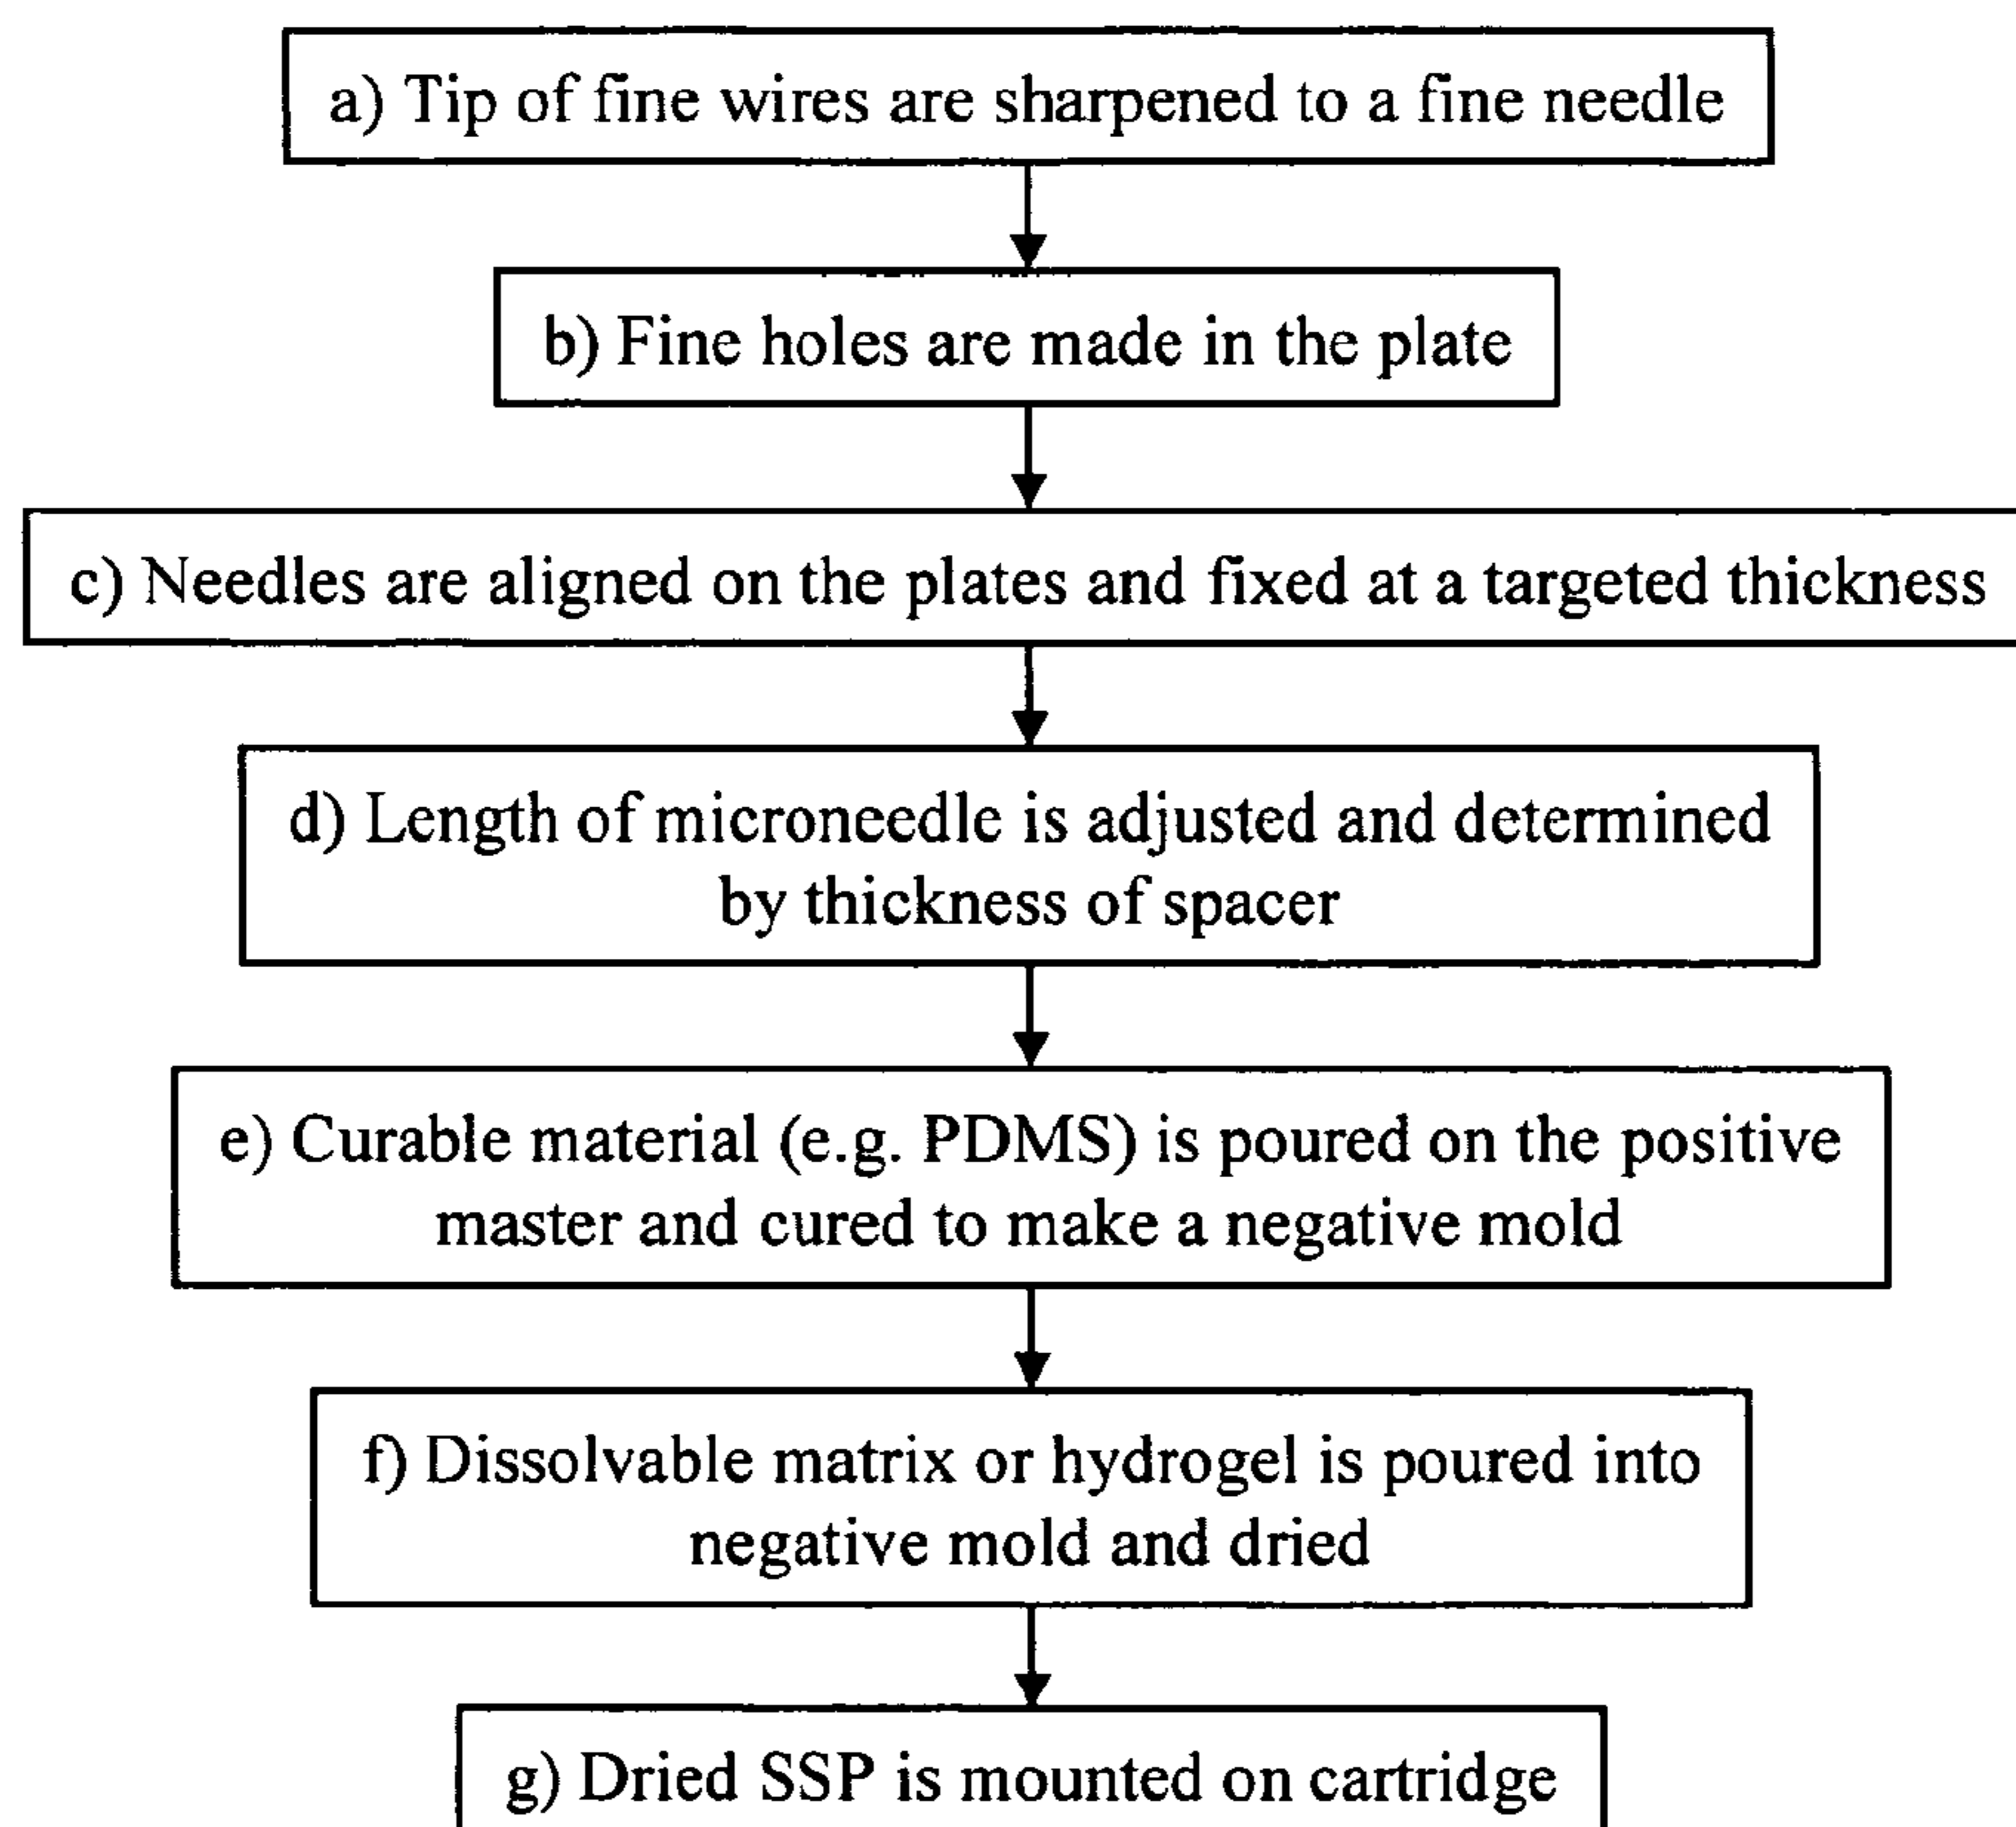 a) Tip of fine wires are sharpened to a fine needle
b) Fine holes are made in the plate
c) Needles are aligned on the plates and fixed at a targeted thickness
d) Length of microneedle is adjusted and determined
by thickness of spacer
e) Curable material (e.g. PDMS) is poured on the positive
master and cured to make a negative mold
f) Dissolvable matrix or hydrogel is poured into
negative mold and dried
g) Dried SSP is mounted on cartridge